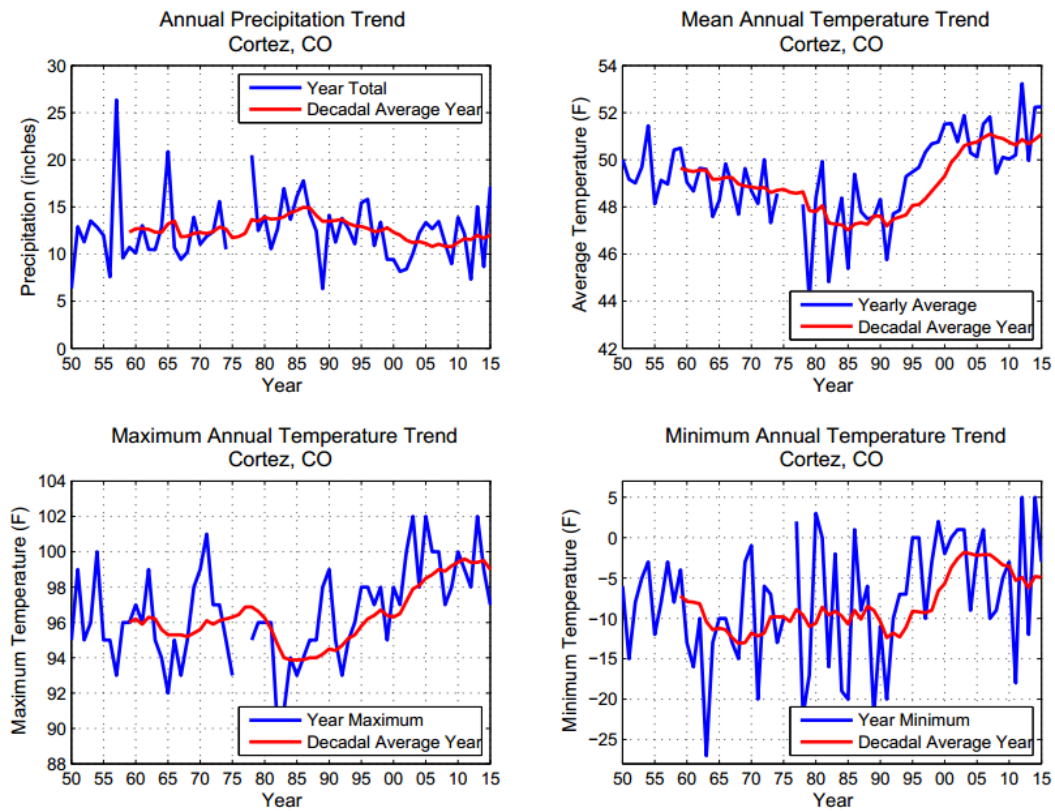 Annual Precipitation Trend
Cortez, CO
30
25
20
15
10
5
0
Precipitation (inches)
Year Total
Decadal Average Year
50 55 60 65 70 75 80 85 90 95 00 05 10 15
Year
Mean Annual Temperature Trend
Cortez, CO
54
52
50
48
46
44
42
Average Temperature (F)
Yearly Average
Decadal Average Year
50 55 60 65 70 75 80 85 90 95 00 05 10 15
Year
Maximum Annual Temperature Trend
Cortez, CO
104
102
100
98
96
94
92
90
88
Maximum Temperature (F)
Year Maximum
Decadal Average Year
50 55 60 65 70 75 80 85 90 95 00 05 10 15
Year
Minimum Annual Temperature Trend
Cortez, CO
5
0
−5
−10
−15
−20
−25
Minimum Temperature (F)
Year Minimum
Decadal Average Year
50 55 60 65 70 75 80 85 90 95 00 05 10 15
Year